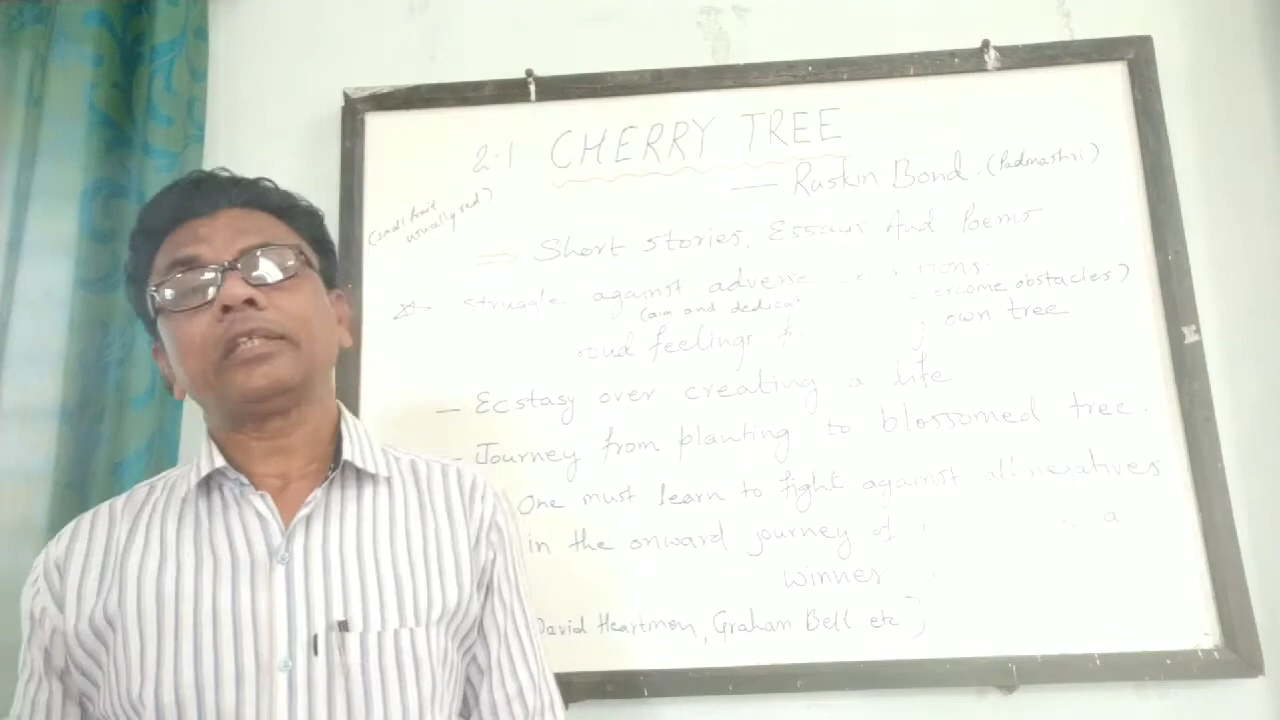 2.1 CHERRY TREE
— Ruskin Bond. (Padmashri)
(small fruit
usually red)
⇒ Short stories, Essays And Poems
struggle against adverse
(aim and dedicat ercome obstacles)
roud feelings own tree
— Ecstasy over creating a life
— Journey from planting to blossomed tree.
One must learn to fight against all negatives
in the onward journey of a
winner
David Heartmon, Graham Bell etc]